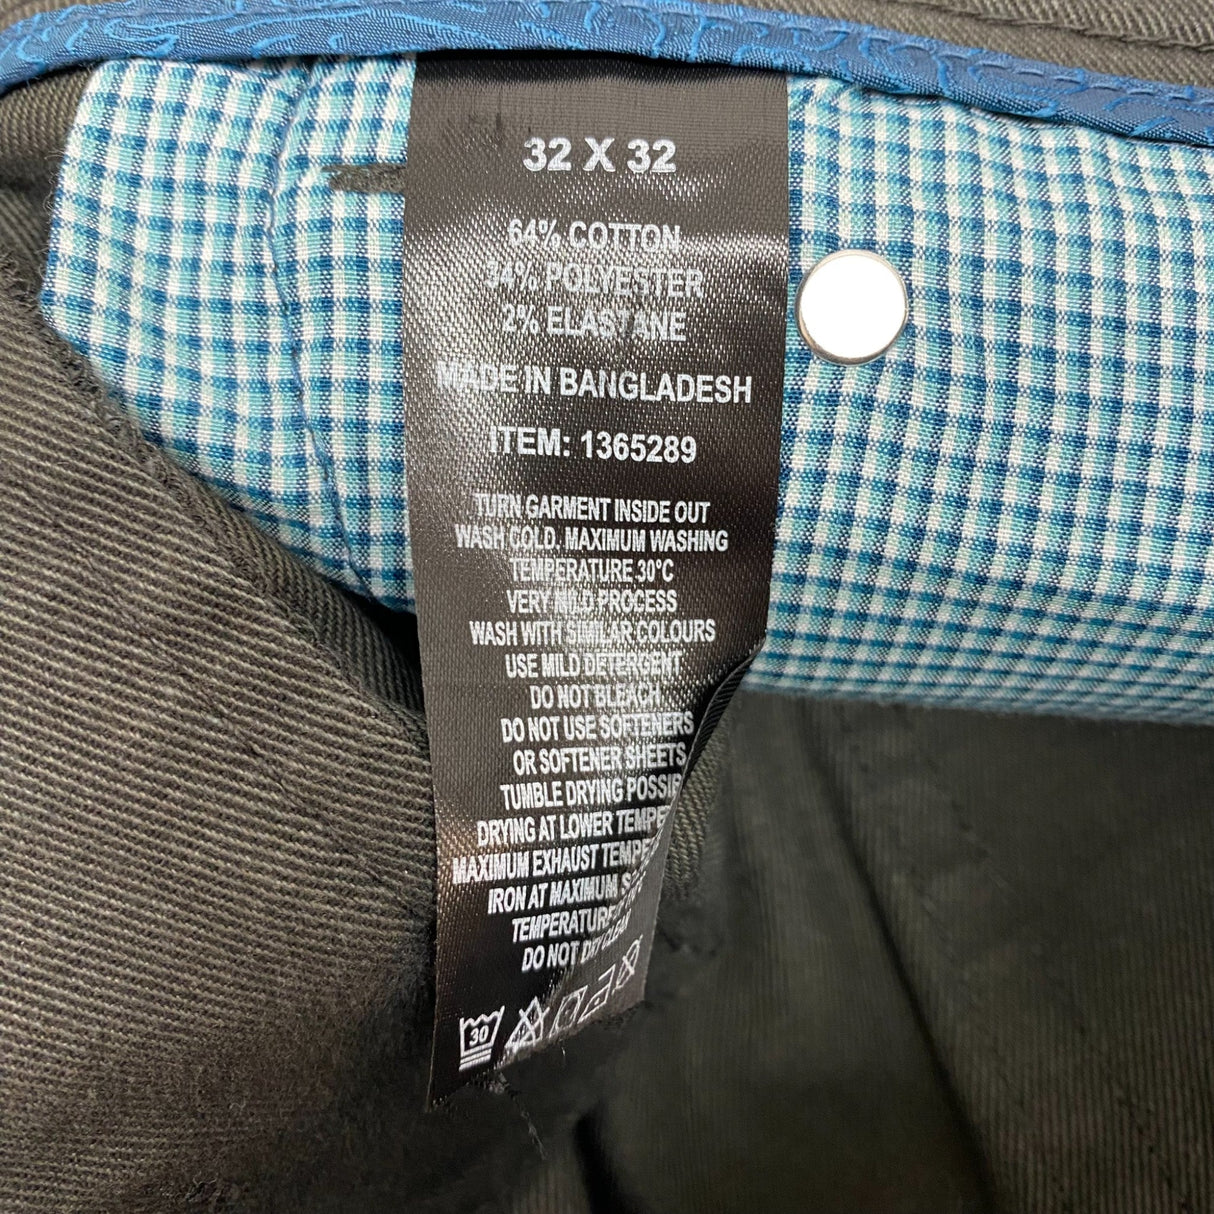 32 X 32
64% COTTON
34% POLYESTER
2% ELASTANE
MADE IN BANGLADESH
ITEM: 1365289
TURN GARMENT INSIDE OUT
WASH COLD. MAXIMUM WASHING
TEMPERATURE 30°C
VERY MILD PROCESS
WASH WITH SIMILAR COLOURS
USE MILD DETERGENT
DO NOT BLEACH
DO NOT USE SOFTENERS
OR SOFTENER SHEETS
TUMBLE DRYING
DRYING AT LOWER
MAXIMUM EXHAUST
IRON AT MAXIMUM
TEMPERATURE
DO NOT DRY CLEAN
30